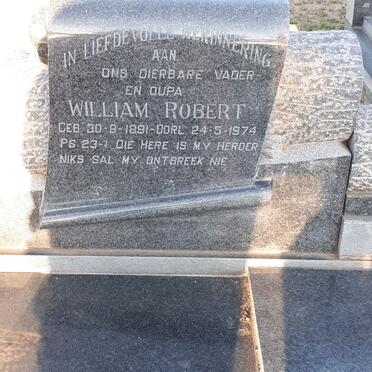 IN LIEFDEVOLLE HERINNERING
AAN
ONS DIERBARE VADER
EN OUPA
WILLIAM ROBERT
GEB. 30-9-1891-OORL. 24-5-1974
PS. 23-1. DIE HERE IS MY HERDER
NIKS SAL MY ONTBREEK NIE